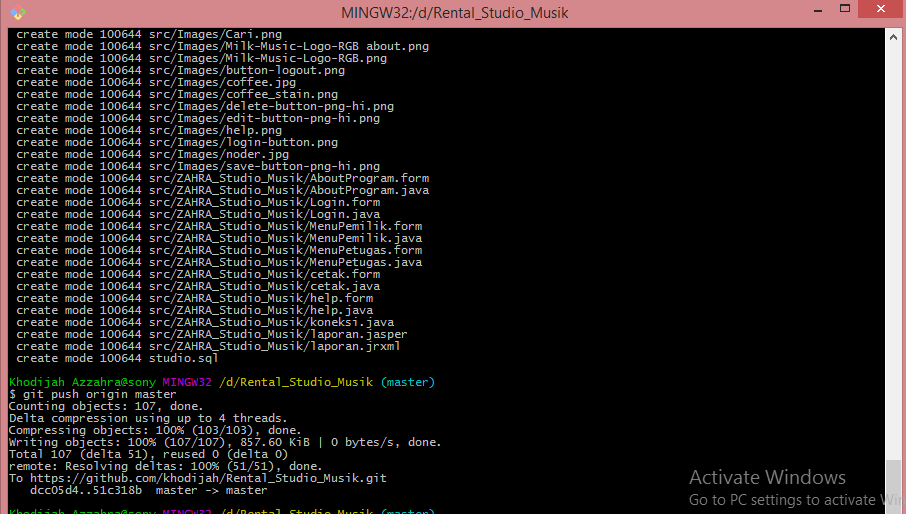 MINGW32:/d/Rental_Studio_Musik
create mode 100644 src/Images/Cari.png
create mode 100644 src/Images/Milk-Music-Logo-RGB about.png
create mode 100644 src/Images/Milk-Music-Logo-RGB.png
create mode 100644 src/Images/button-logout.png
create mode 100644 src/Images/coffee.jpg
create mode 100644 src/Images/coffee_stain.png
create mode 100644 src/Images/delete-button-png-hi.png
create mode 100644 src/Images/edit-button-png-hi.png
create mode 100644 src/Images/help.png
create mode 100644 src/Images/login-button.png
create mode 100644 src/Images/noder.jpg
create mode 100644 src/Images/save-button-png-hi.png
create mode 100644 src/ZAHRA_Studio_Musik/AboutProgram.form
create mode 100644 src/ZAHRA_Studio_Musik/AboutProgram.java
create mode 100644 src/ZAHRA_Studio_Musik/Login.form
create mode 100644 src/ZAHRA_Studio_Musik/Login.java
create mode 100644 src/ZAHRA_Studio_Musik/MenuPemilik.form
create mode 100644 src/ZAHRA_Studio_Musik/MenuPemilik.java
create mode 100644 src/ZAHRA_Studio_Musik/MenuPetugas.form
create mode 100644 src/ZAHRA_Studio_Musik/MenuPetugas.java
create mode 100644 src/ZAHRA_Studio_Musik/cetak.form
create mode 100644 src/ZAHRA_Studio_Musik/cetak.java
create mode 100644 src/ZAHRA_Studio_Musik/help.form
create mode 100644 src/ZAHRA_Studio_Musik/help.java
create mode 100644 src/ZAHRA_Studio_Musik/koneksi.java
create mode 100644 src/ZAHRA_Studio_Musik/laporan.jasper
create mode 100644 src/ZAHRA_Studio_Musik/laporan.jrxml
create mode 100644 studio.sql
Khodijah Azzahra@sony MINGW32 /d/Rental_Studio_Musik (master)
$ git push origin master
Counting objects: 107, done.
Delta compression using up to 4 threads.
Compressing objects: 100% (103/103), done.
Writing objects: 100% (107/107), 857.60 KiB | 0 bytes/s, done.
Total 107 (delta 51), reused 0 (delta 0)
remote: Resolving deltas: 100% (51/51), done.
To https://github.com/khodijah/Rental_Studio_Musik.git
dcc05d4..51c318b master -> master
Khodijah Azzahra@sony MINGW32 /d/Rental_Studio_Musik (master)
Activate Windows
Go to PC settings to activate Win